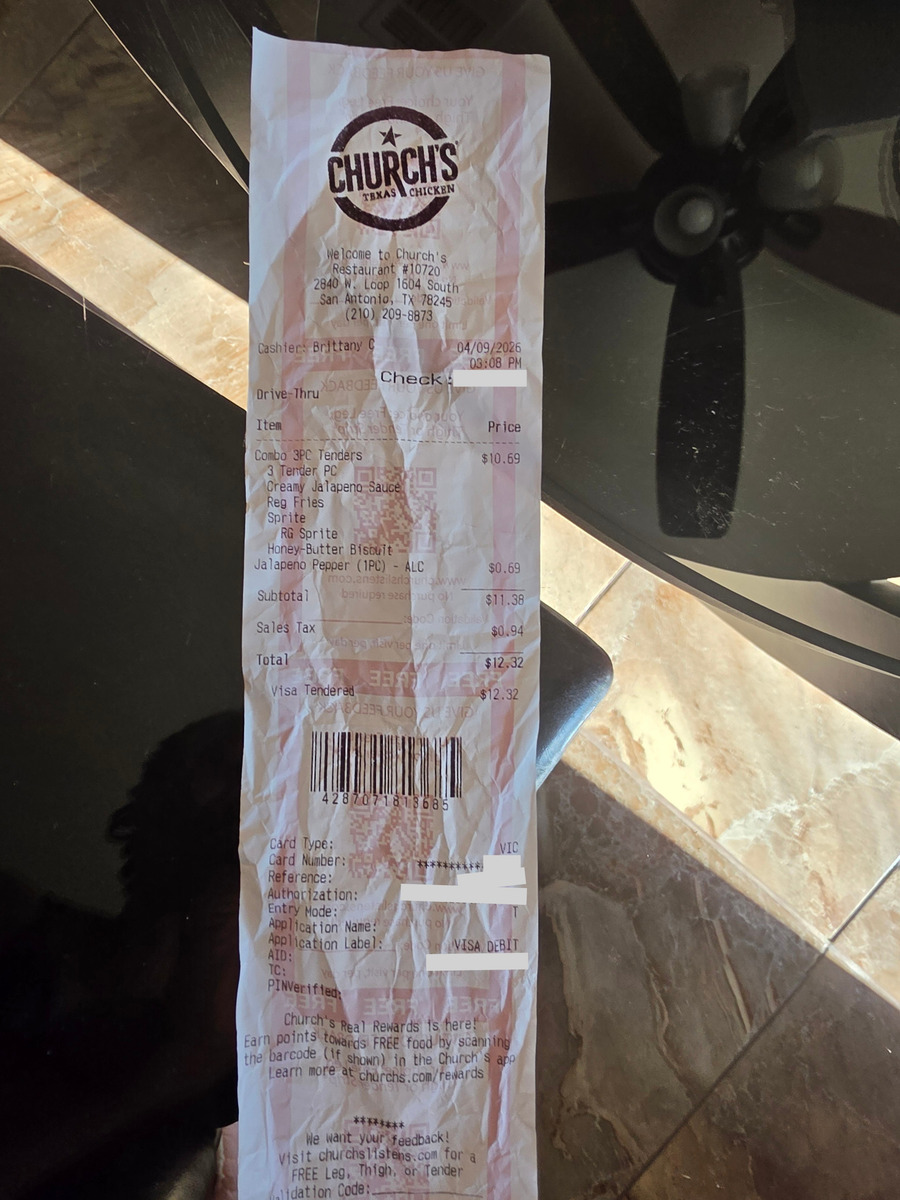 CHURCH'S
TEXAS CHICKEN
Welcome to Church's
Restaurant #10720
2840 W. Loop 1604 South
San Antonio, TX 78245
(210) 209-8873
Cashier: Brittany C
04/09/2026
03:08 PM
Check
Drive-Thru
Item Price
Combo 3PC Tenders $10.69
3 Tender PC
Creamy Jalapeno Sauce
Reg Fries
Sprite
RG Sprite
Honey-Butter Biscuit
Jalapeno Pepper (1PC) - ALC $0.69
Subtotal $11.38
Sales Tax $0.94
Total $12.32
Visa Tendered $12.32
4287071813685
Card Type: VIC
Card Number: **********
Reference:
Authorization:
Entry Mode: T
Application Name:
Application Label: VISA DEBIT
AID:
TC:
PINVerified:
Church's Real Rewards is here!
Earn points towards FREE food by scanning
the barcode (if shown) in the Church's app
Learn more at churchs.com/rewards
********
We want your feedback!
Visit churchslistens.com for a
FREE Leg, Thigh, or Tender
Validation Code: